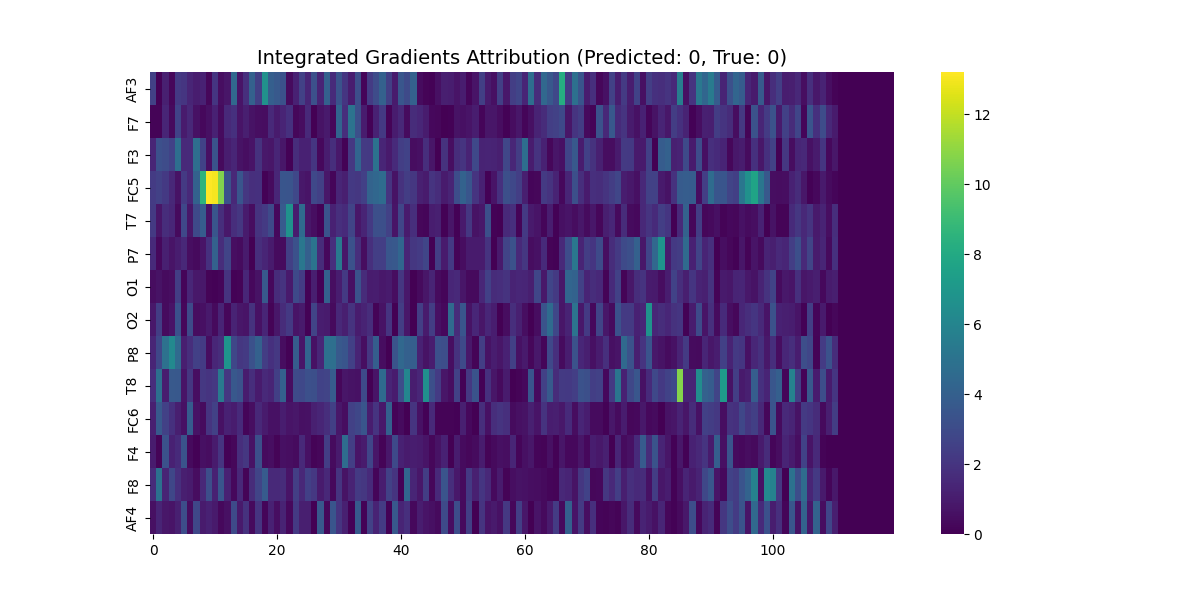 Integrated Gradients Attribution (Predicted: 0, True: 0)
AF3
F7
F3
FC5
T7
P7
O1
O2
P8
T8
FC6
F4
F8
AF4
0 20 40 60 80 100
12
10
8
6
4
2
0